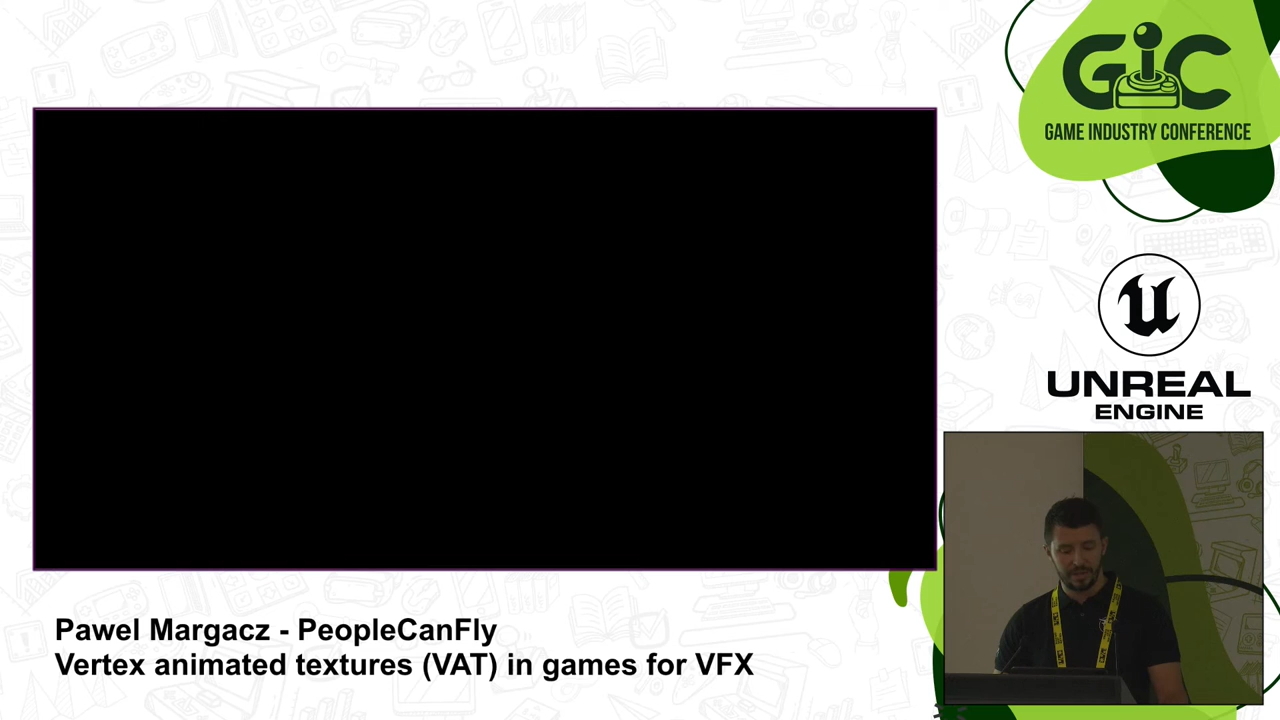 GiC
GAME INDUSTRY CONFERENCE
UNREAL
ENGINE
Pawel Margacz - PeopleCanFly
Vertex animated textures (VAT) in games for VFX